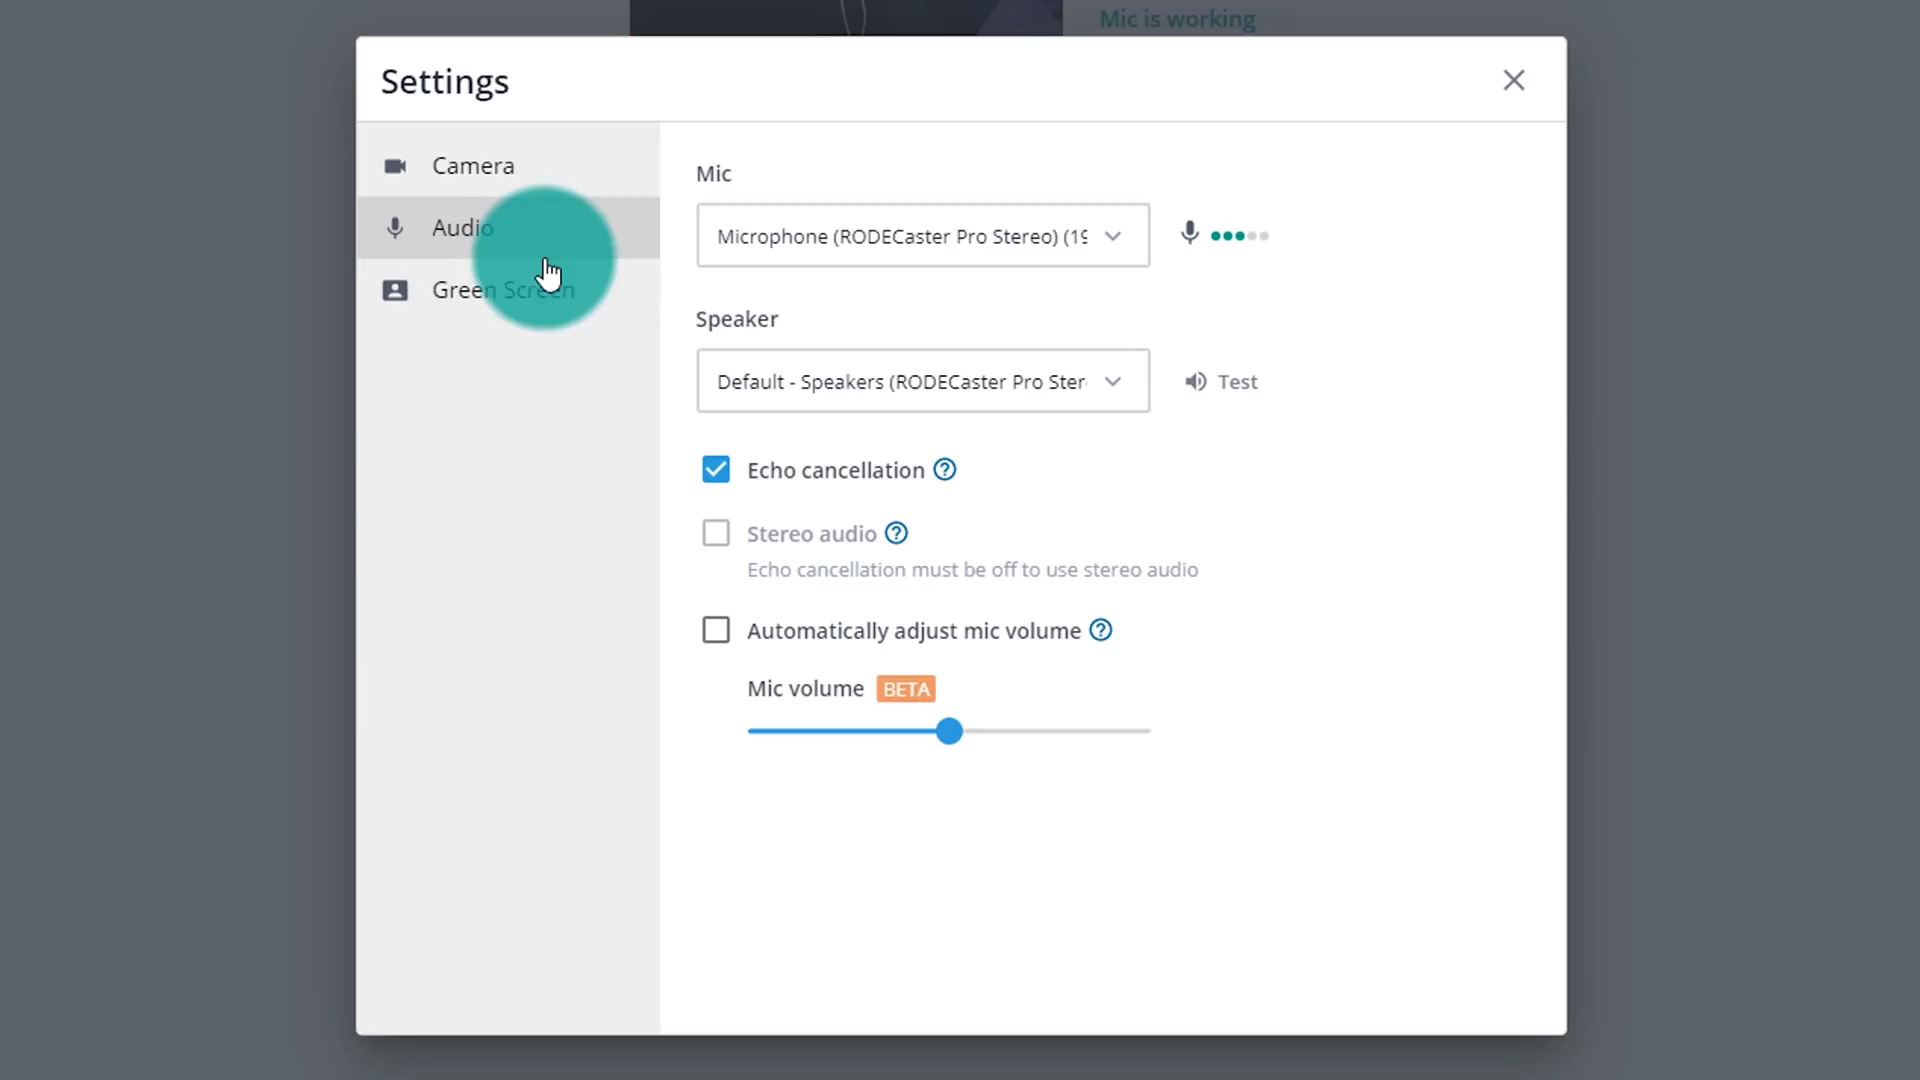 Mic is working
Settings
Camera
Audio
Green Screen
Mic
Microphone (RODECaster Pro Stereo) (19
Speaker
Default - Speakers (RODECaster Pro Ster
Test
Echo cancellation
Stereo audio
Echo cancellation must be off to use stereo audio
Automatically adjust mic volume
Mic volume BETA